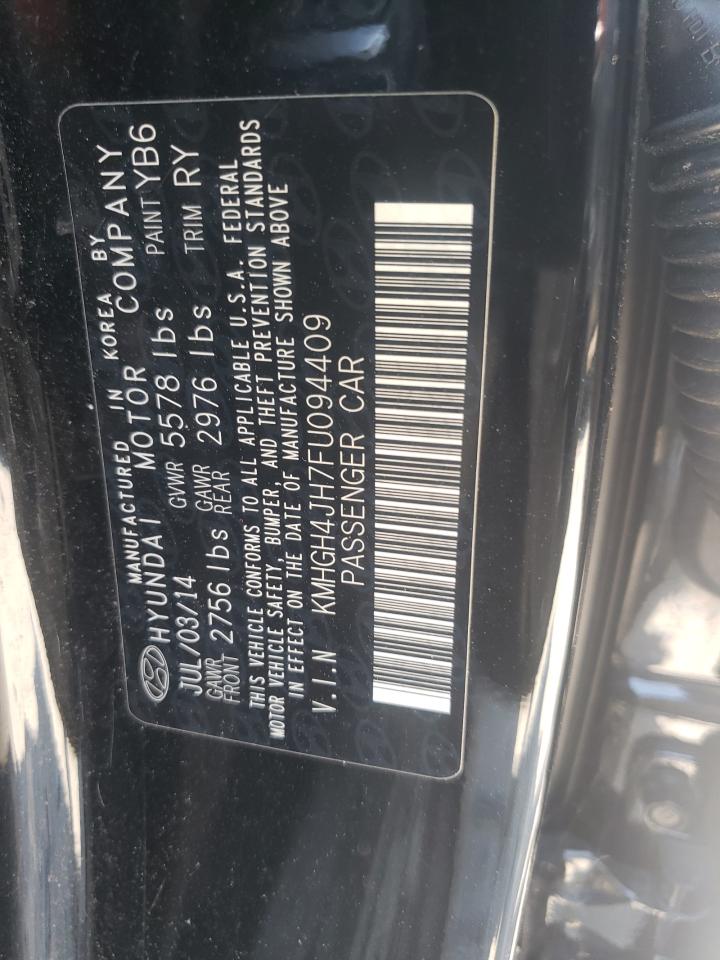 MANUFACTURED IN KOREA BY
HYUNDAI MOTOR COMPANY
JUL/03/14 GVWR 5578 lbs PAINT YB6
GAWR FRONT 2756 lbs GAWR REAR 2976 lbs TRIM RY
THIS VEHICLE CONFORMS TO ALL APPLICABLE U.S.A. FEDERAL
MOTOR VEHICLE SAFETY, BUMPER, AND THEFT PREVENTION STANDARDS
IN EFFECT ON THE DATE OF MANUFACTURE SHOWN ABOVE
V.I.N KMHGH4JH7FU094409
PASSENGER CAR